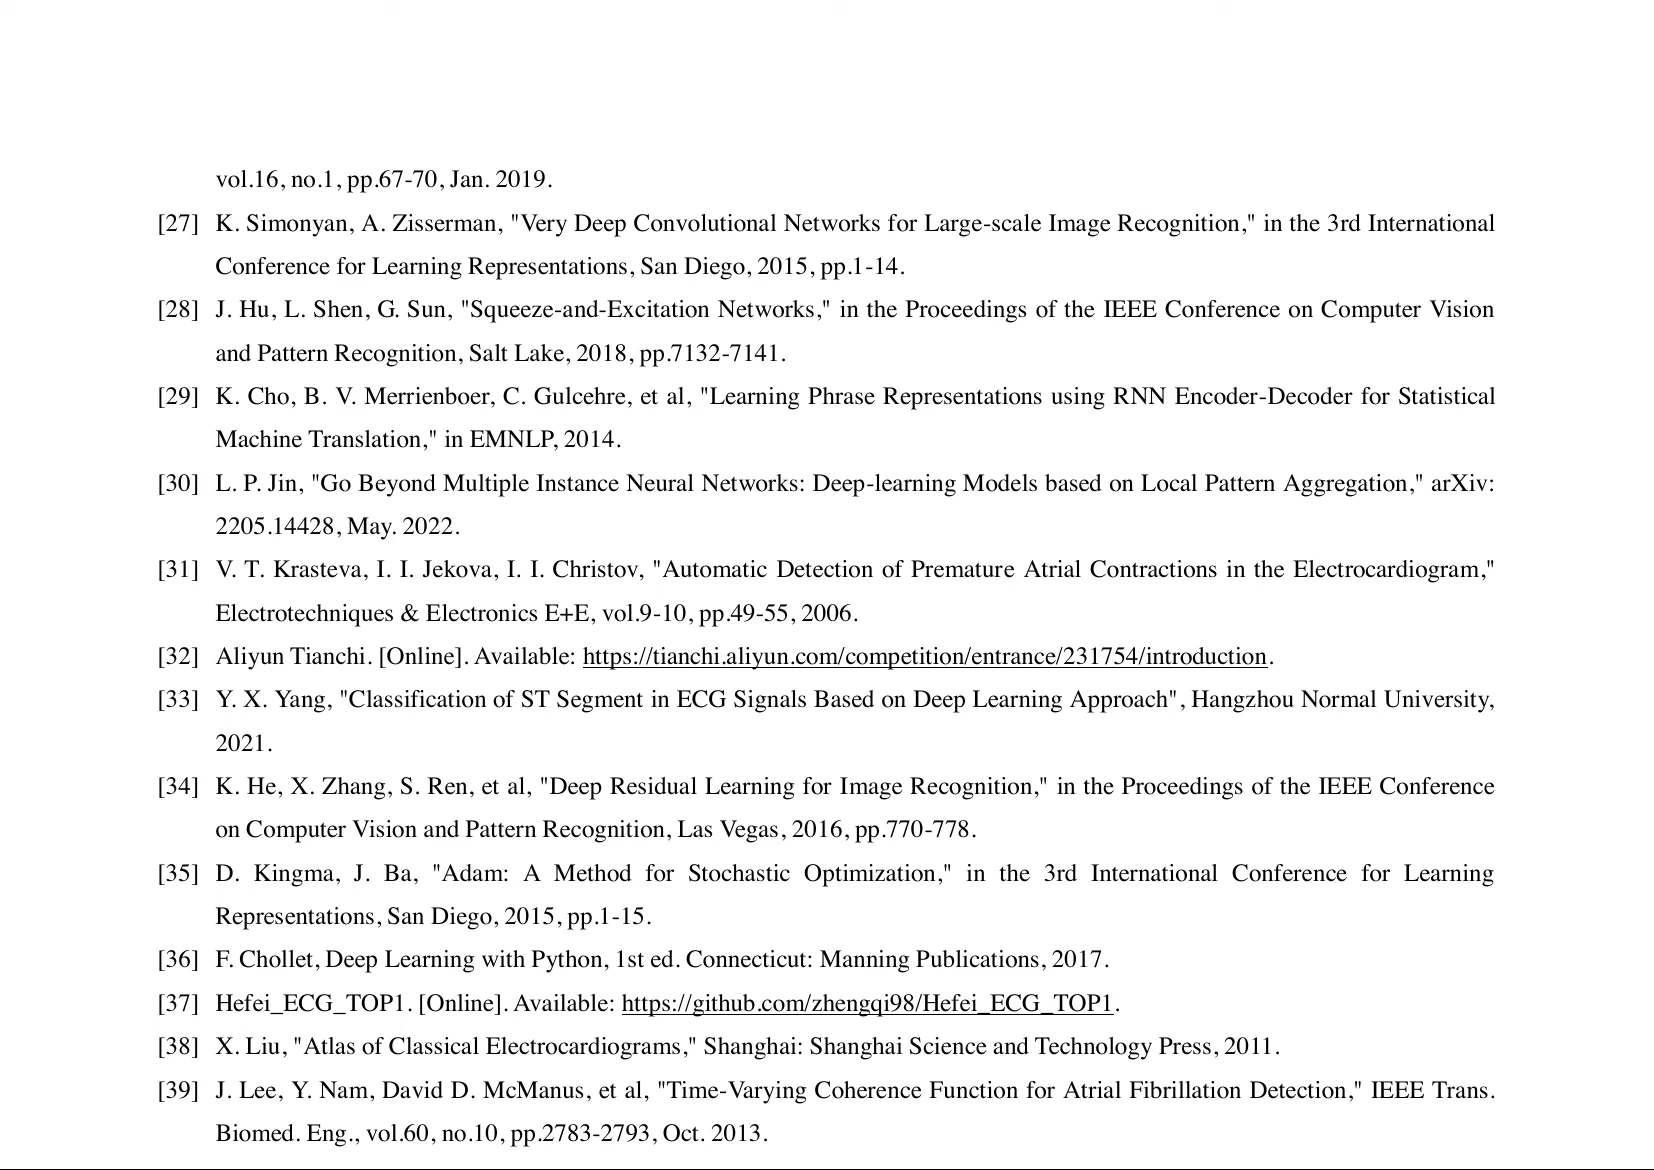 vol.16, no.1, pp.67-70, Jan. 2019.
[27] K. Simonyan, A. Zisserman, "Very Deep Convolutional Networks for Large-scale Image Recognition," in the 3rd International
Conference for Learning Representations, San Diego, 2015, pp.1-14.
[28] J. Hu, L. Shen, G. Sun, "Squeeze-and-Excitation Networks," in the Proceedings of the IEEE Conference on Computer Vision
and Pattern Recognition, Salt Lake, 2018, pp.7132-7141.
[29] K. Cho, B. V. Merrienboer, C. Gulcehre, et al, "Learning Phrase Representations using RNN Encoder-Decoder for Statistical
Machine Translation," in EMNLP, 2014.
[30] L. P. Jin, "Go Beyond Multiple Instance Neural Networks: Deep-learning Models based on Local Pattern Aggregation," arXiv:
2205.14428, May. 2022.
[31] V. T. Krasteva, I. I. Jekova, I. I. Christov, "Automatic Detection of Premature Atrial Contractions in the Electrocardiogram,"
Electrotechniques & Electronics E+E, vol.9-10, pp.49-55, 2006.
[32] Aliyun Tianchi. [Online]. Available: https://tianchi.aliyun.com/competition/entrance/231754/introduction.
[33] Y. X. Yang, "Classification of ST Segment in ECG Signals Based on Deep Learning Approach", Hangzhou Normal University,
2021.
[34] K. He, X. Zhang, S. Ren, et al, "Deep Residual Learning for Image Recognition," in the Proceedings of the IEEE Conference
on Computer Vision and Pattern Recognition, Las Vegas, 2016, pp.770-778.
[35] D. Kingma, J. Ba, "Adam: A Method for Stochastic Optimization," in the 3rd International Conference for Learning
Representations, San Diego, 2015, pp.1-15.
[36] F. Chollet, Deep Learning with Python, 1st ed. Connecticut: Manning Publications, 2017.
[37] Hefei_ECG_TOP1. [Online]. Available: https://github.com/zhengqi98/Hefei_ECG_TOP1.
[38] X. Liu, "Atlas of Classical Electrocardiograms," Shanghai: Shanghai Science and Technology Press, 2011.
[39] J. Lee, Y. Nam, David D. McManus, et al, "Time-Varying Coherence Function for Atrial Fibrillation Detection," IEEE Trans.
Biomed. Eng., vol.60, no.10, pp.2783-2793, Oct. 2013.